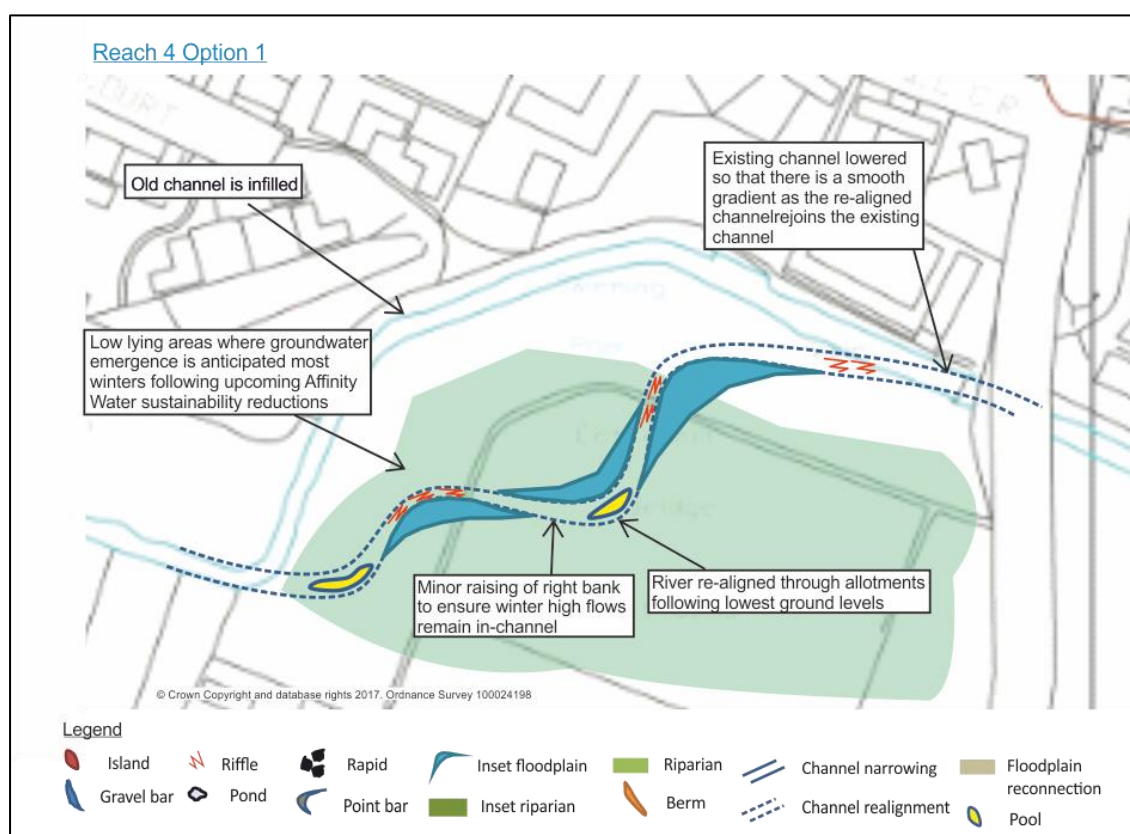 Reach 4 Option 1
Old channel is infilled
Existing channel lowered
so that there is a smooth
gradient as the re-aligned
channelrejoins the existing
channel
Low lying areas where groundwater
emergence is anticipated most
winters following upcoming Affinity
Water sustainability reductions
Minor raising of right bank
to ensure winter high flows
remain in-channel
River re-aligned through allotments
following lowest ground levels
© Crown Copyright and database rights 2017. Ordnance Survey 100024198
Legend
Island
Riffle
Rapid
Inset floodplain
Riparian
Channel narrowing
Floodplain
reconnection
Gravel bar
Pond
Point bar
Inset riparian
Berm
Channel realignment
Pool